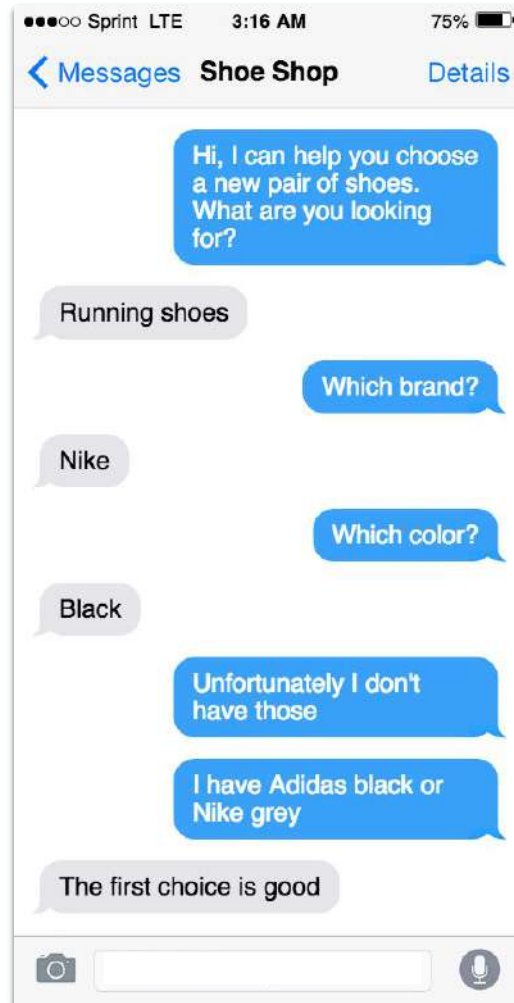 Sprint LTE 3:16 AM 75%
Messages Shoe Shop Details
Hi, I can help you choose
a new pair of shoes.
What are you looking
for?
Running shoes
Which brand?
Nike
Which color?
Black
Unfortunately I don't
have those
I have Adidas black or
Nike grey
The first choice is good